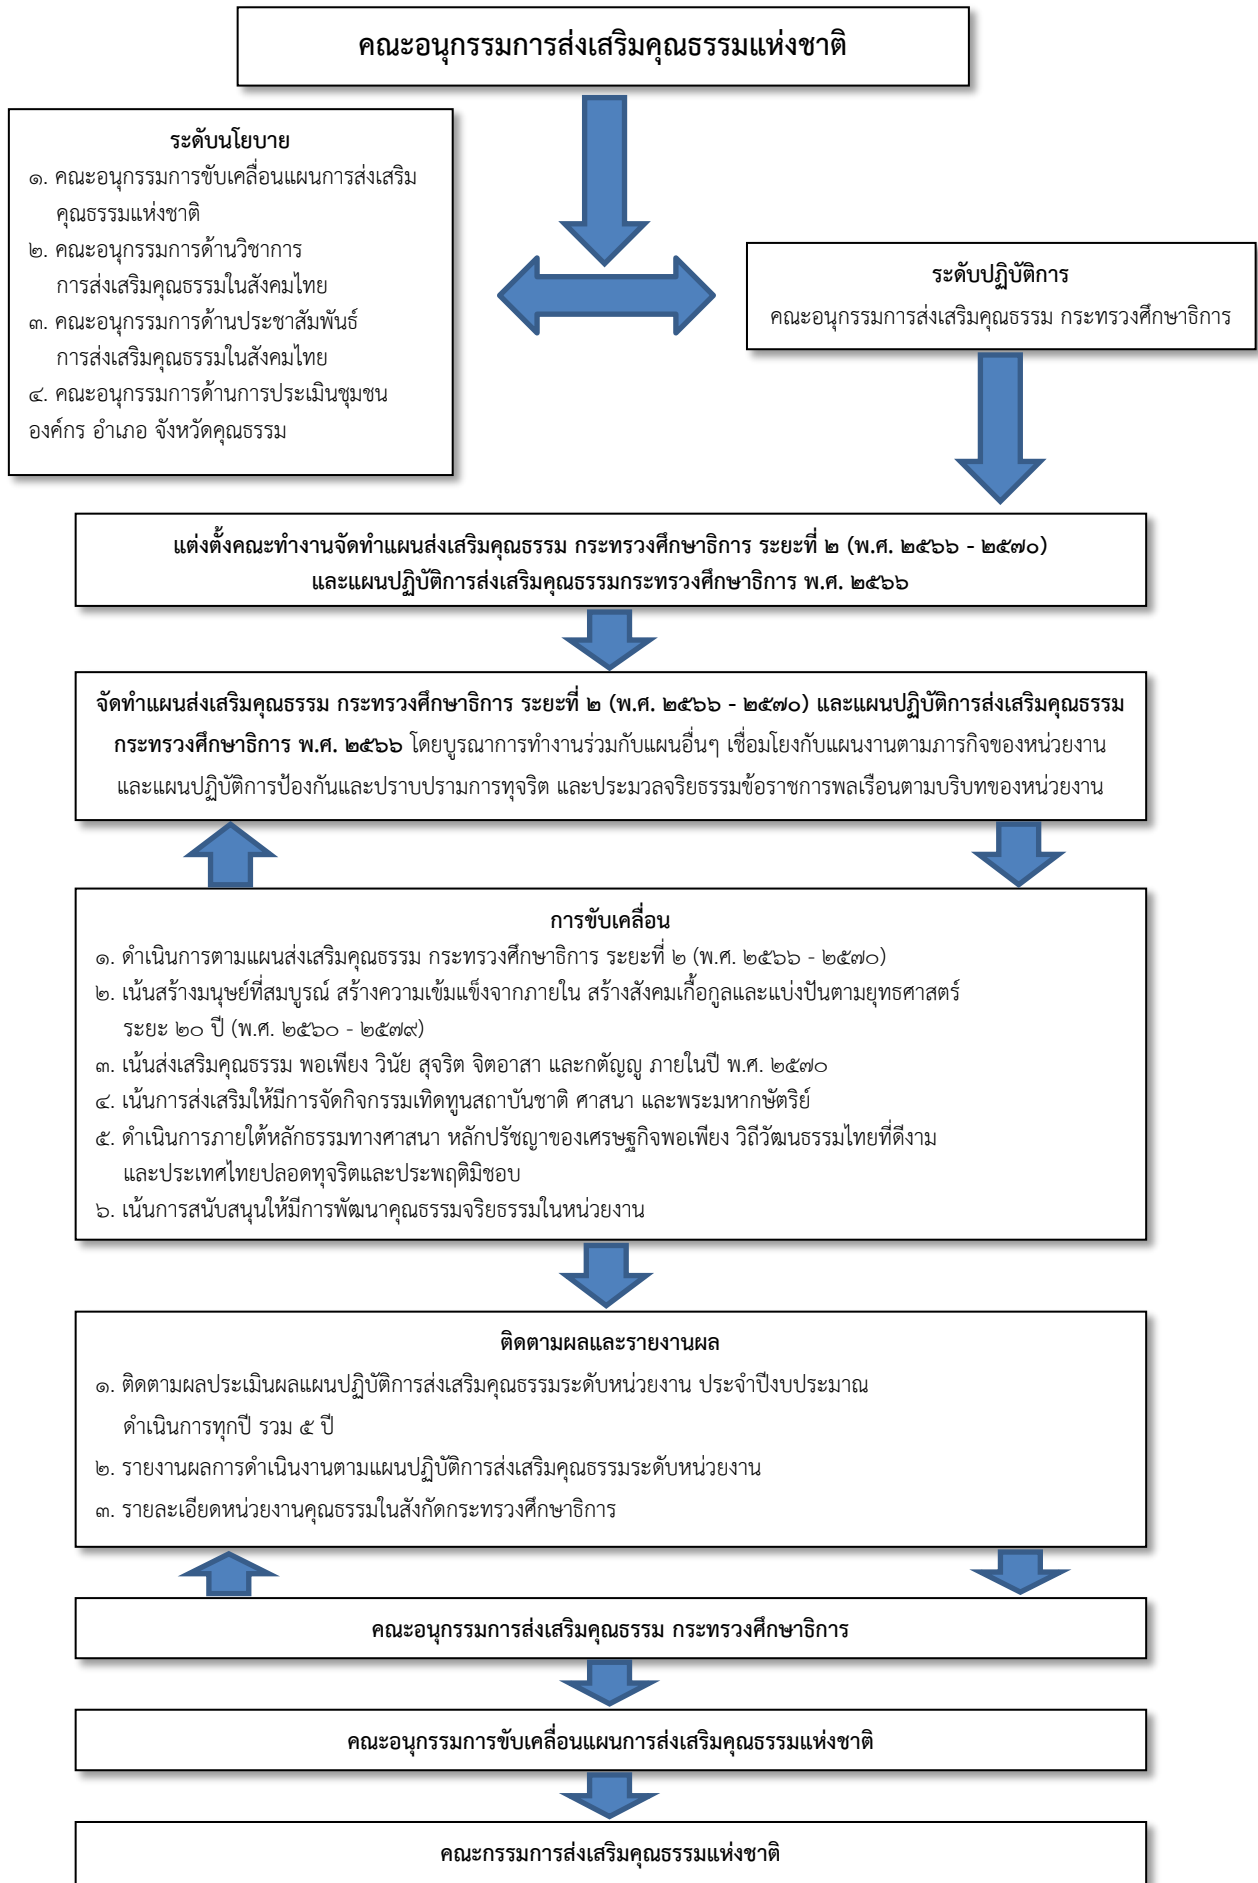 คณะอนุกรรมการส่งเสริมคุณธรรมแห่งชาติ
ระดับนโยบาย
๑. คณะอนุกรรมการขับเคลื่อนแผนการส่งเสริม
คุณธรรมแห่งชาติ
๒. คณะอนุกรรมการด้านวิชาการ
การส่งเสริมคุณธรรมในสังคมไทย
๓. คณะอนุกรรมการด้านประชาสัมพันธ์
การส่งเสริมคุณธรรมในสังคมไทย
๔. คณะอนุกรรมการด้านการประเมินชุมชน
องค์กร อำเภอ จังหวัดคุณธรรม
ระดับปฏิบัติการ
คณะอนุกรรมการส่งเสริมคุณธรรม กระทรวงศึกษาธิการ
แต่งตั้งคณะทำงานจัดทำแผนส่งเสริมคุณธรรม กระทรวงศึกษาธิการ ระยะที่ ๒ (พ.ศ. ๒๕๖๖ - ๒๕๗๐)
และแผนปฏิบัติการส่งเสริมคุณธรรมกระทรวงศึกษาธิการ พ.ศ. ๒๕๖๖
จัดทำแผนส่งเสริมคุณธรรม กระทรวงศึกษาธิการ ระยะที่ ๒ (พ.ศ. ๒๕๖๖ - ๒๕๗๐) และแผนปฏิบัติการส่งเสริมคุณธรรม
กระทรวงศึกษาธิการ พ.ศ. ๒๕๖๖ โดยบูรณาการทำงานร่วมกับแผนอื่นๆ เชื่อมโยงกับแผนงานตามภารกิจของหน่วยงาน
และแผนปฏิบัติการป้องกันและปราบปรามการทุจริต และประมวลจริยธรรมข้าราชการพลเรือนตามบริบทของหน่วยงาน
การขับเคลื่อน
๑. ดำเนินการตามแผนส่งเสริมคุณธรรม กระทรวงศึกษาธิการ ระยะที่ ๒ (พ.ศ. ๒๕๖๖ - ๒๕๗๐)
๒. เน้นสร้างมนุษย์ที่สมบูรณ์ สร้างความเข้มแข็งจากภายใน สร้างสังคมเกื้อกูลและแบ่งปันตามยุทธศาสตร์
ระยะ ๒๐ ปี (พ.ศ. ๒๕๖๐ - ๒๕๗๙)
๓. เน้นส่งเสริมคุณธรรม พอเพียง วินัย สุจริต จิตอาสา และกตัญญู ภายในปี พ.ศ. ๒๕๗๐
๔. เน้นการส่งเสริมให้มีการจัดกิจกรรมเทิดทูนสถาบันชาติ ศาสนา และพระมหากษัตริย์
๕. ดำเนินการภายใต้หลักธรรมทางศาสนา หลักปรัชญาของเศรษฐกิจพอเพียง วิถีวัฒนธรรมไทยที่ดีงาม
และประเทศไทยปลอดทุจริตและประพฤติมิชอบ
๖. เน้นการสนับสนุนให้มีการพัฒนาคุณธรรมจริยธรรมในหน่วยงาน
ติดตามผลและรายงานผล
๑. ติดตามผลประเมินผลแผนปฏิบัติการส่งเสริมคุณธรรมระดับหน่วยงาน ประจำปีงบประมาณ
ดำเนินการทุกปี รวม ๕ ปี
๒. รายงานผลการดำเนินงานตามแผนปฏิบัติการส่งเสริมคุณธรรมระดับหน่วยงาน
๓. รายละเอียดหน่วยงานคุณธรรมในสังกัดกระทรวงศึกษาธิการ
คณะอนุกรรมการส่งเสริมคุณธรรม กระทรวงศึกษาธิการ
คณะอนุกรรมการขับเคลื่อนแผนการส่งเสริมคุณธรรมแห่งชาติ
คณะกรรมการส่งเสริมคุณธรรมแห่งชาติ